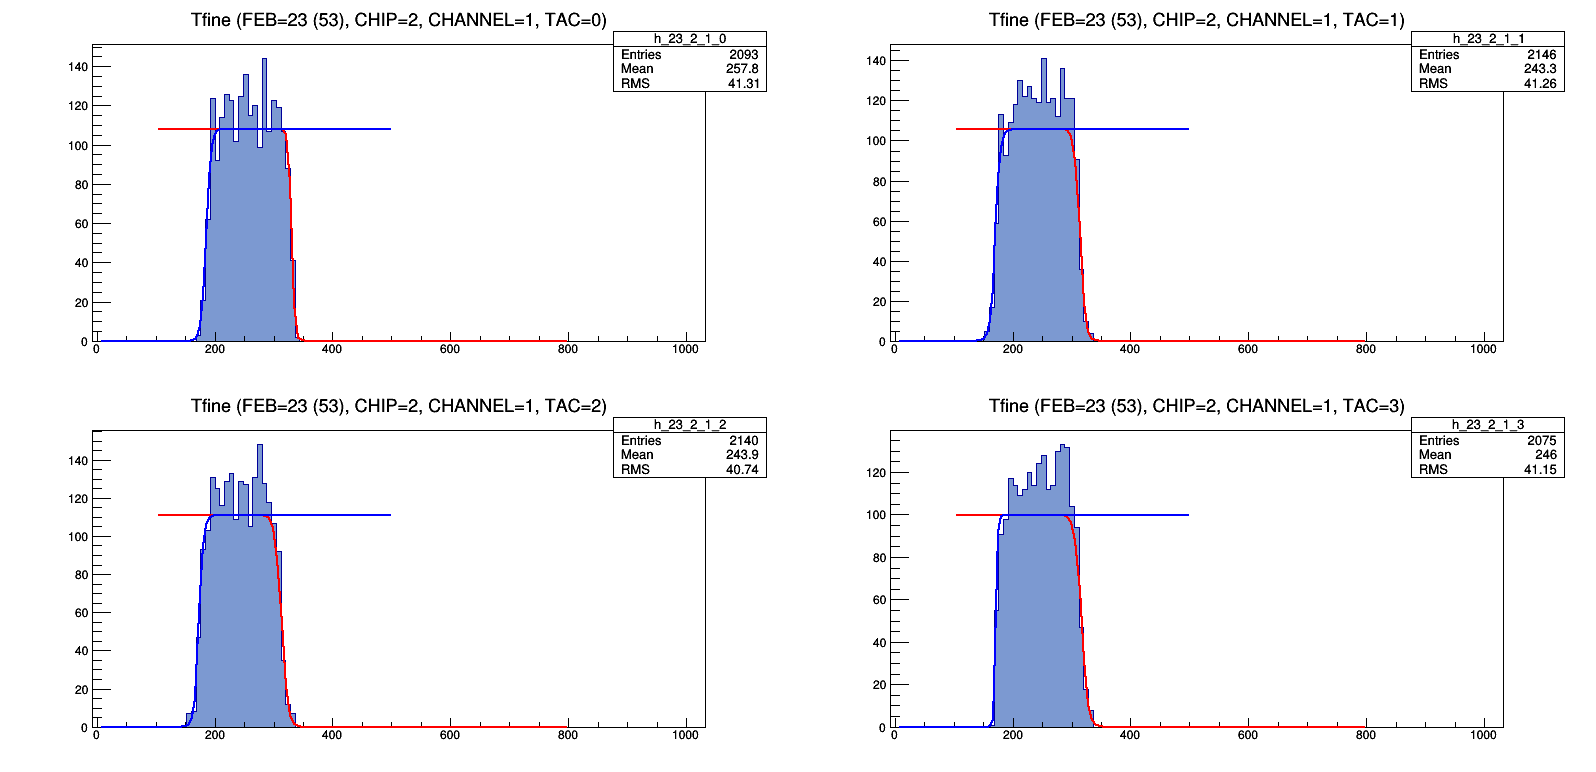 Tfine (FEB=23 (53), CHIP=2, CHANNEL=1, TAC=0)
h_23_2_1_0
Entries 2093
Mean 257.8
RMS 41.31
140
120
100
80
60
40
20
0
0 200 400 600 800 1000
Tfine (FEB=23 (53), CHIP=2, CHANNEL=1, TAC=1)
h_23_2_1_1
Entries 2146
Mean 243.3
RMS 41.26
140
120
100
80
60
40
20
0
0 200 400 600 800 1000
Tfine (FEB=23 (53), CHIP=2, CHANNEL=1, TAC=2)
h_23_2_1_2
Entries 2140
Mean 243.9
RMS 40.74
140
120
100
80
60
40
20
0
0 200 400 600 800 1000
Tfine (FEB=23 (53), CHIP=2, CHANNEL=1, TAC=3)
h_23_2_1_3
Entries 2075
Mean 246
RMS 41.15
120
100
80
60
40
20
0
0 200 400 600 800 1000